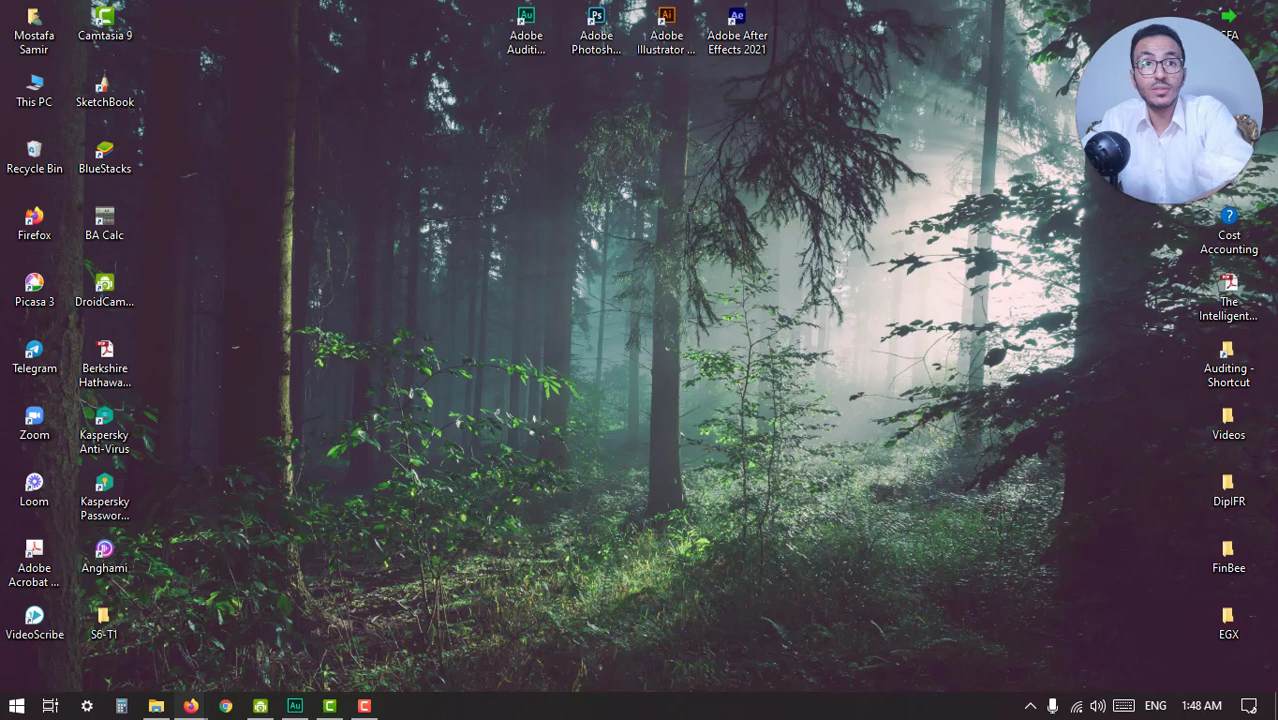 Mostafa
Samir
Camtasia 9
Adobe
Auditi...
Adobe
Photosh...
Adobe
Illustrator ...
Adobe After
Effects 2021
This PC
SketchBook
Recycle Bin
BlueStacks
Firefox
BA Calc
Cost
Accounting
Picasa 3
DroidCam...
The
Intelligent...
Telegram
Berkshire
Hathawa...
Auditing -
Shortcut
Zoom
Kaspersky
Anti-Virus
Videos
Loom
Kaspersky
Passwor...
DipIFR
Adobe
Acrobat ...
Anghami
FinBee
VideoScribe
S6-T1
EGX
ENG
1:48 AM